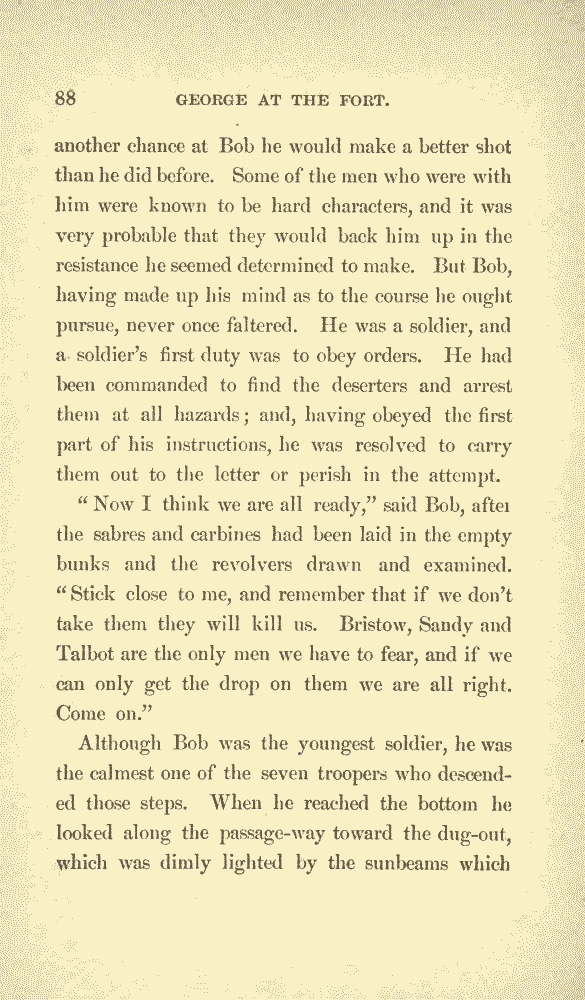 88 GEORGE AT THE FORT.
another chance at Bob he would make a better shot
than he did before. Some of the men who were with
him were known to be hard characters, and it was
very probable that they would back him up in the
resistance he seemed determined to make. But Bob,
having made up his mind as to the course he ought
pursue, never once faltered. He was a soldier, and
a soldier's first duty was to obey orders. He had
been commanded to find the deserters and arrest
them at all hazards; and, having obeyed the first
part of his instructions, he was resolved to carry
them out to the letter or perish in the attempt.
“Now I think we are all ready,” said Bob, after
the sabres and carbines had been laid in the empty
bunks and the revolvers drawn and examined.
“Stick close to me, and remember that if we don't
take them they will kill us. Bristow, Sandy and
Talbot are the only men we have to fear, and if we
can only get the drop on them we are all right.
Come on.”
Although Bob was the youngest soldier, he was
the calmest one of the seven troopers who descend-
ed those steps. When he reached the bottom he
looked along the passage-way toward the dug-out,
which was dimly lighted by the sunbeams which